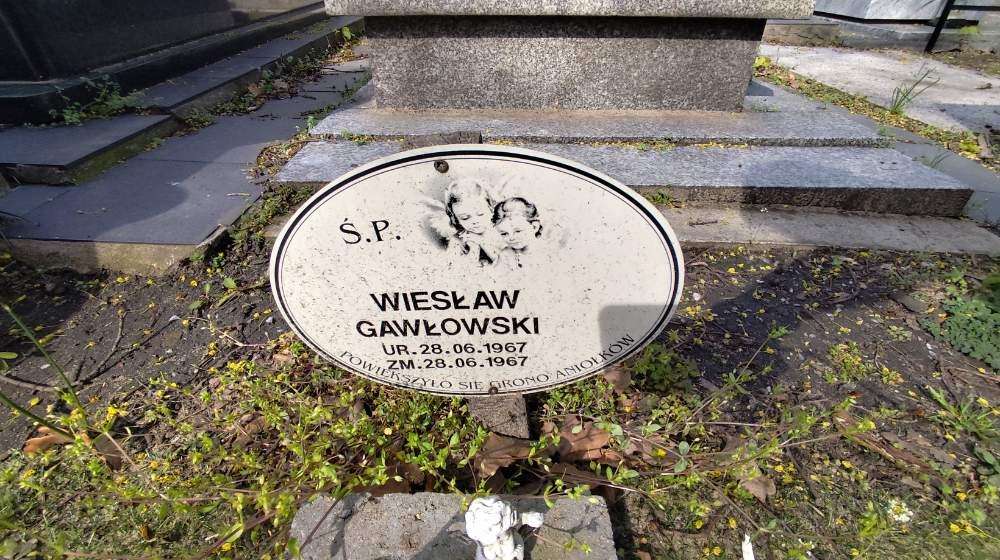 Ś.P.
WIESŁAW
GAWŁOWSKI
UR. 28.06.1967
ZM. 28.06.1967
POWIĘKSZYŁO SIĘ GRONO ANIOŁKÓW